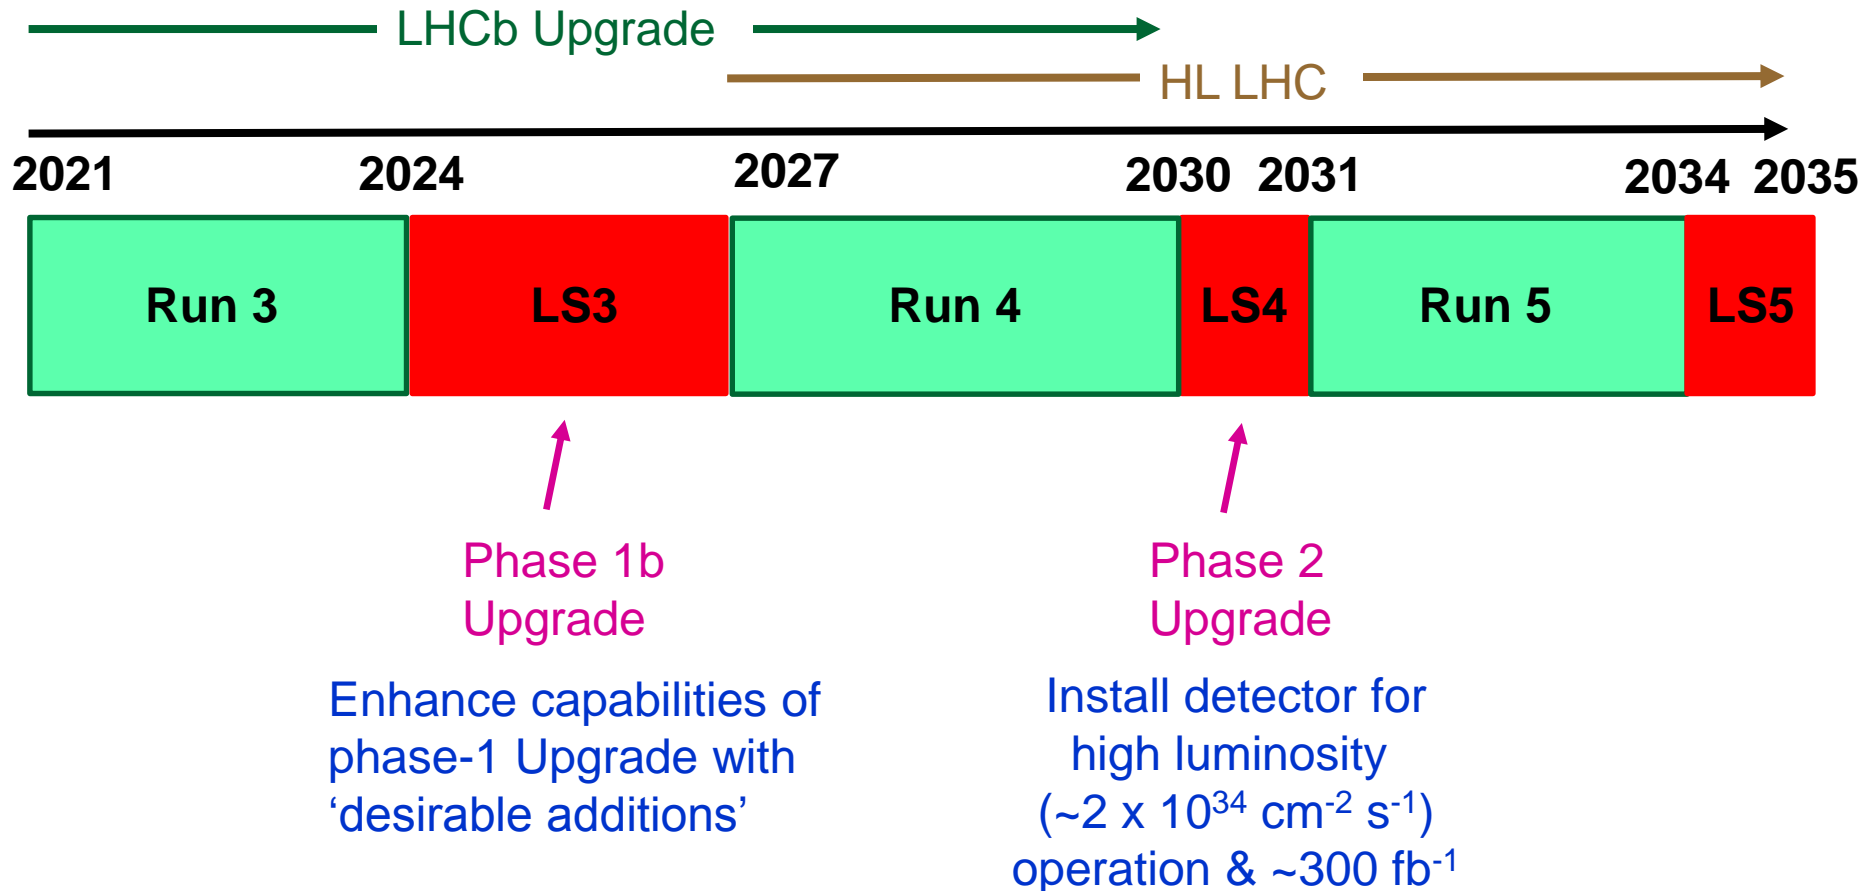 LHCb Upgrade
HL LHC
2021 2024 2027 2030 2031 2034 2035
Run 3 LS3 Run 4 LS4 Run 5 LS5
Phase 1b
Upgrade
Enhance capabilities of
phase-1 Upgrade with
‘desirable additions’
Phase 2
Upgrade
Install detector for
high luminosity
(~2 x 10³⁴ cm⁻² s⁻¹)
operation & ~300 fb⁻¹